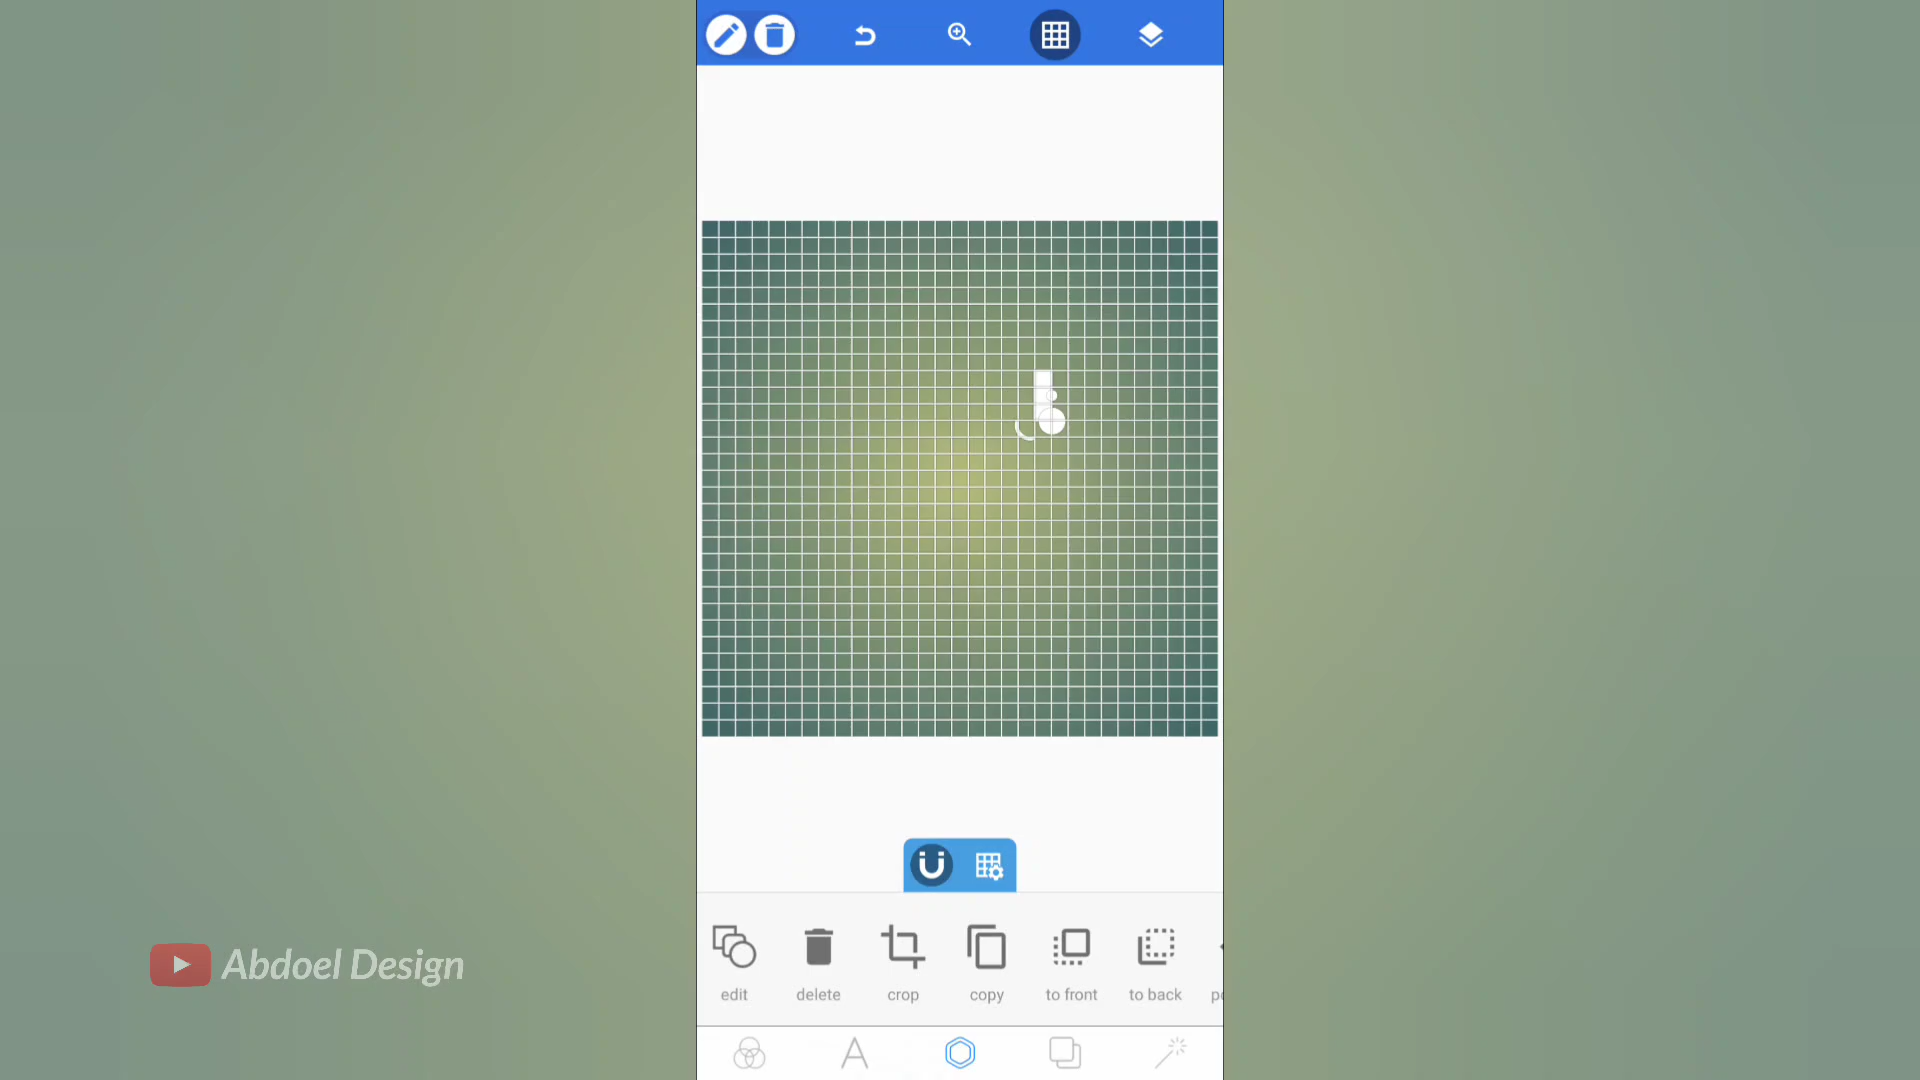 edit
delete
crop
copy
to front
to back
Abdoel Design